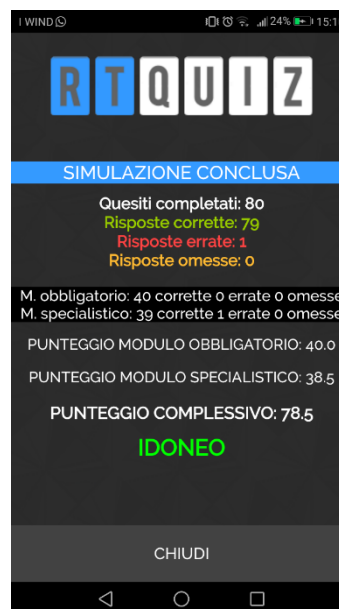 I WIND 24% 15:1
RTQUIZ
SIMULAZIONE CONCLUSA
Quesiti completati: 80
Risposte corrette: 79
Risposte errate: 1
Risposte omesse: 0
M. obbligatorio: 40 corrette 0 errate 0 omesse
M. specialistico: 39 corrette 1 errate 0 omesse
PUNTEGGIO MODULO OBBLIGATORIO: 40.0
PUNTEGGIO MODULO SPECIALISTICO: 38.5
PUNTEGGIO COMPLESSIVO: 78.5
IDONEO
CHIUDI